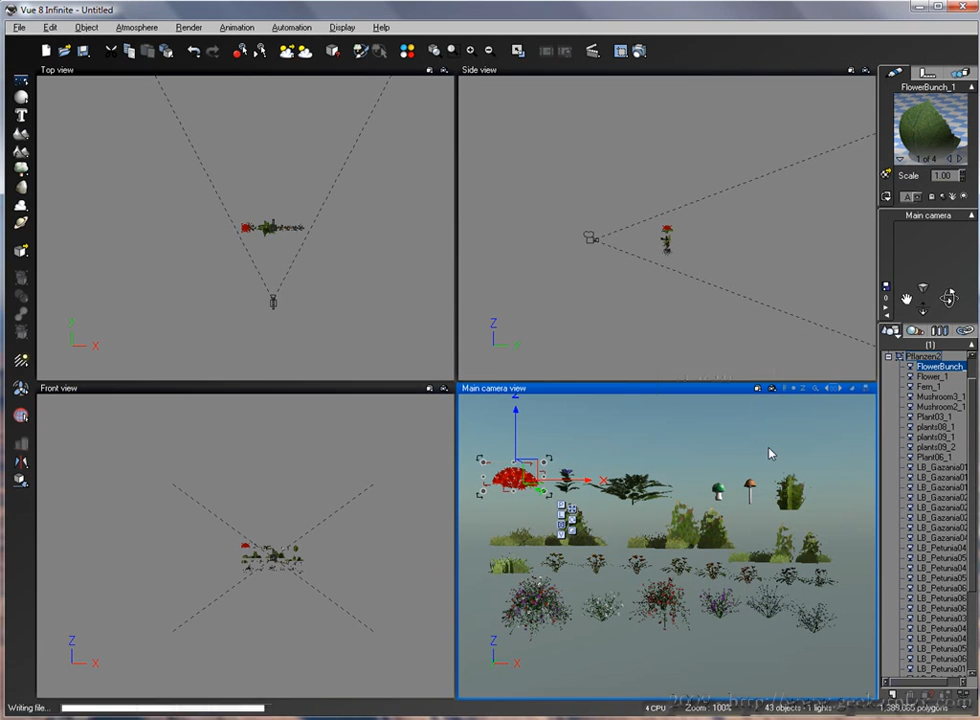 Vue 8 Infinite - Untitled
File Edit Object Atmosphere Render Animation Automation Display Help
Top view
Side view
FlowerBunch_1
1 of 4
Scale 1.00
Main camera
X
Z
Front view
Main camera view
(1)
Pflanzen2
FlowerBunch_
Flower_1
Fern_1
Mushroom3_1
Mushroom2_1
Plant03_1
plants08_1
plants09_1
plants09_2
Plant06_1
LB_Gazania01
LB_Gazania01
LB_Gazania01
LB_Gazania02
LB_Gazania02
LB_Gazania02
LB_Gazania02
LB_Gazania04
LB_Petunia04
LB_Petunia05
LB_Petunia05
LB_Petunia06
LB_Petunia06
LB_Petunia06
LB_Petunia03
LB_Petunia04
LB_Petunia04
LB_Petunia05
LB_Petunia06
LB_Petunia01
Z
X
Z
X
Writing file...
4 CPU Zoom : 100% 43 objects - 1 lights 1,389,065 polygons